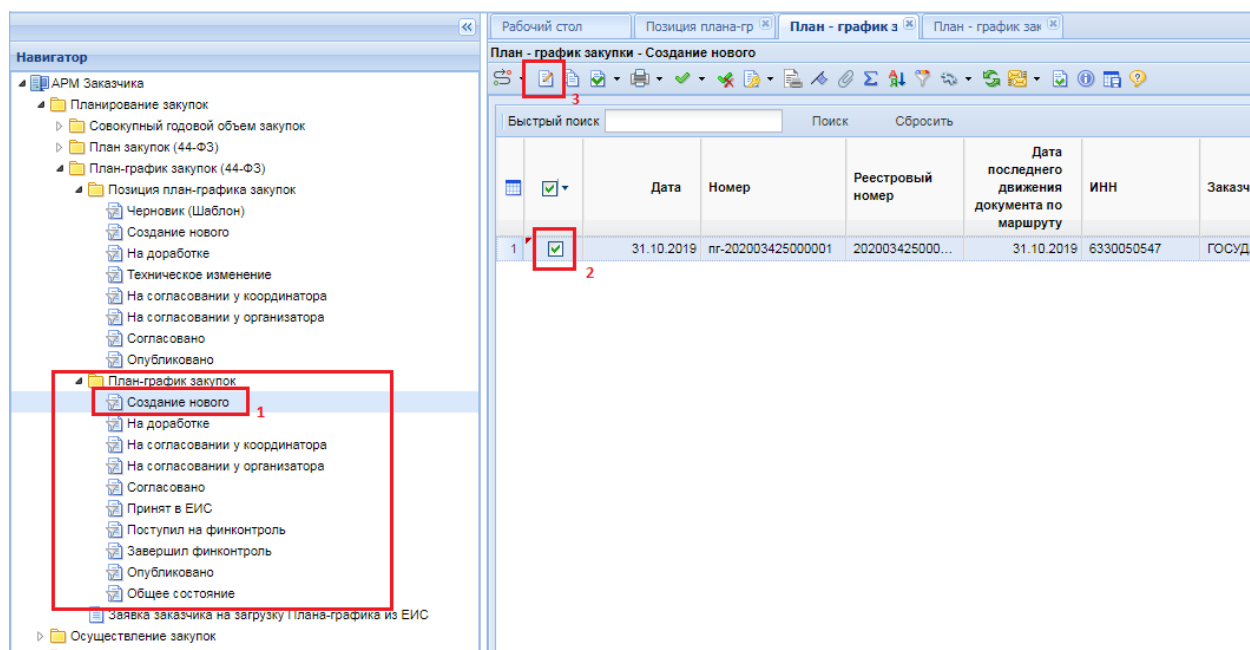 Навигатор
АРМ Заказчика
Планирование закупок
Совокупный годовой объем закупок
План закупок (44-ФЗ)
План-график закупок (44-ФЗ)
Позиция план-графика закупок
Черновик (Шаблон)
Создание нового
На доработке
Техническое изменение
На согласовании у координатора
На согласовании у организатора
Согласовано
Опубликовано
План-график закупок
Создание нового
1
На доработке
На согласовании у координатора
На согласовании у организатора
Согласовано
Принят в ЕИС
Поступил на финконтроль
Завершил финконтроль
Опубликовано
Общее состояние
Заявка заказчика на загрузку Плана-графика из ЕИС
Осуществление закупок
Рабочий стол Позиция плана-гр План - график з План - график зак
План - график закупки - Создание нового
3
Быстрый поиск Поиск Сбросить
Дата Номер Реестровый номер Дата последнего движения документа по маршруту ИНН Заказч
1 31.10.2019 пг-202003425000001 202003425000... 31.10.2019 6330050547 ГОСУД
2